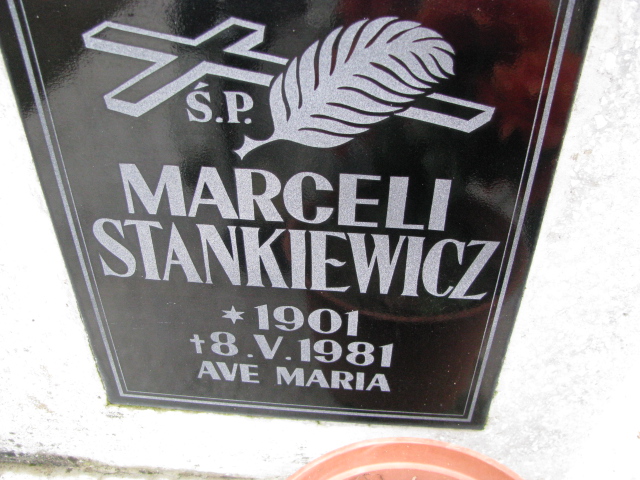 Ś.P.
MARCELI
STANKIEWICZ
* 1901
† 8.V.1981
AVE MARIA